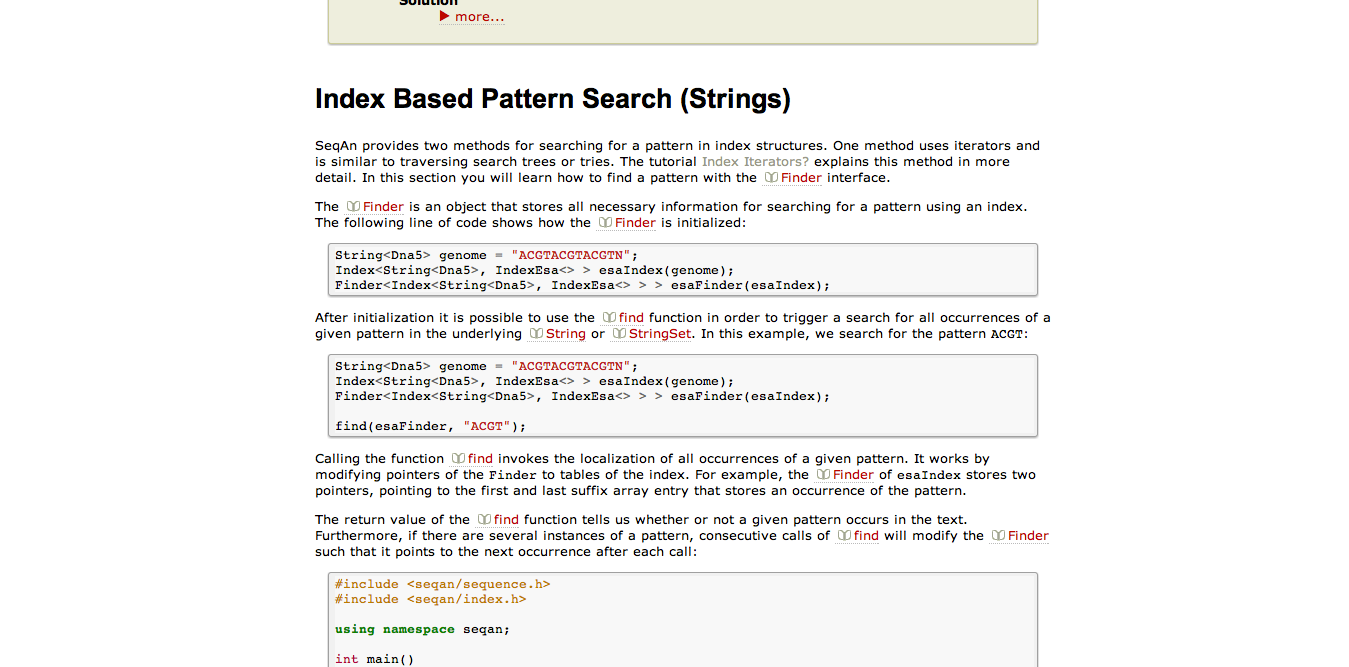 Solution
▶ more...
Index Based Pattern Search (Strings)
SeqAn provides two methods for searching for a pattern in index structures. One method uses iterators and
is similar to traversing search trees or tries. The tutorial Index Iterators? explains this method in more
detail. In this section you will learn how to find a pattern with the Finder interface.
The Finder is an object that stores all necessary information for searching for a pattern using an index.
The following line of code shows how the Finder is initialized:
String<Dna5> genome = "ACGTACGTACGTN";
Index<String<Dna5>, IndexEsa<> > esaIndex(genome);
Finder<Index<String<Dna5>, IndexEsa<> > > esaFinder(esaIndex);
After initialization it is possible to use the find function in order to trigger a search for all occurrences of a
given pattern in the underlying String or StringSet. In this example, we search for the pattern ACGT:
String<Dna5> genome = "ACGTACGTACGTN";
Index<String<Dna5>, IndexEsa<> > esaIndex(genome);
Finder<Index<String<Dna5>, IndexEsa<> > > esaFinder(esaIndex);
find(esaFinder, "ACGT");
Calling the function find invokes the localization of all occurrences of a given pattern. It works by
modifying pointers of the Finder to tables of the index. For example, the Finder of esaIndex stores two
pointers, pointing to the first and last suffix array entry that stores an occurrence of the pattern.
The return value of the find function tells us whether or not a given pattern occurs in the text.
Furthermore, if there are several instances of a pattern, consecutive calls of find will modify the Finder
such that it points to the next occurrence after each call:
#include <seqan/sequence.h>
#include <seqan/index.h>
using namespace seqan;
int main()